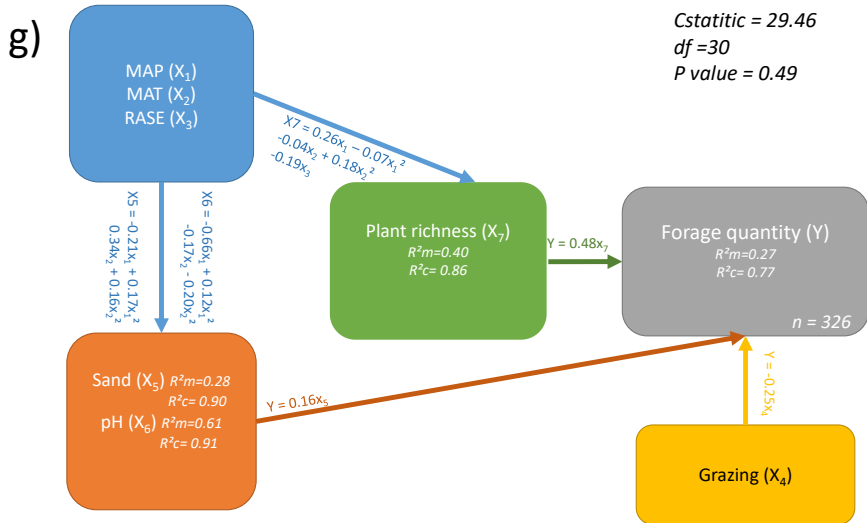 g)
Cstatitic = 29.46
df =30
P value = 0.49
MAP (X₁)
MAT (X₂)
RASE (X₃)
X7 = 0.26x₁ – 0.07x₁²
-0.04x₂ + 0.18x₂²
-0.19x₃
X6 = -0.66x₁ + 0.12x₁²
-0.17x₂ - 0.20x₂²
X5 = -0.21x₁ + 0.17x₁²
0.34x₂ + 0.16x₂²
Plant richness (X₇)
R²m=0.40
R²c= 0.86
Y = 0.48x₇
Forage quantity (Y)
R²m=0.27
R²c= 0.77
n = 326
Sand (X₅) R²m=0.28
R²c= 0.90
pH (X₆) R²m=0.61
R²c= 0.91
Y = 0.16x₅
Y = -0.25x₄
Grazing (X₄)